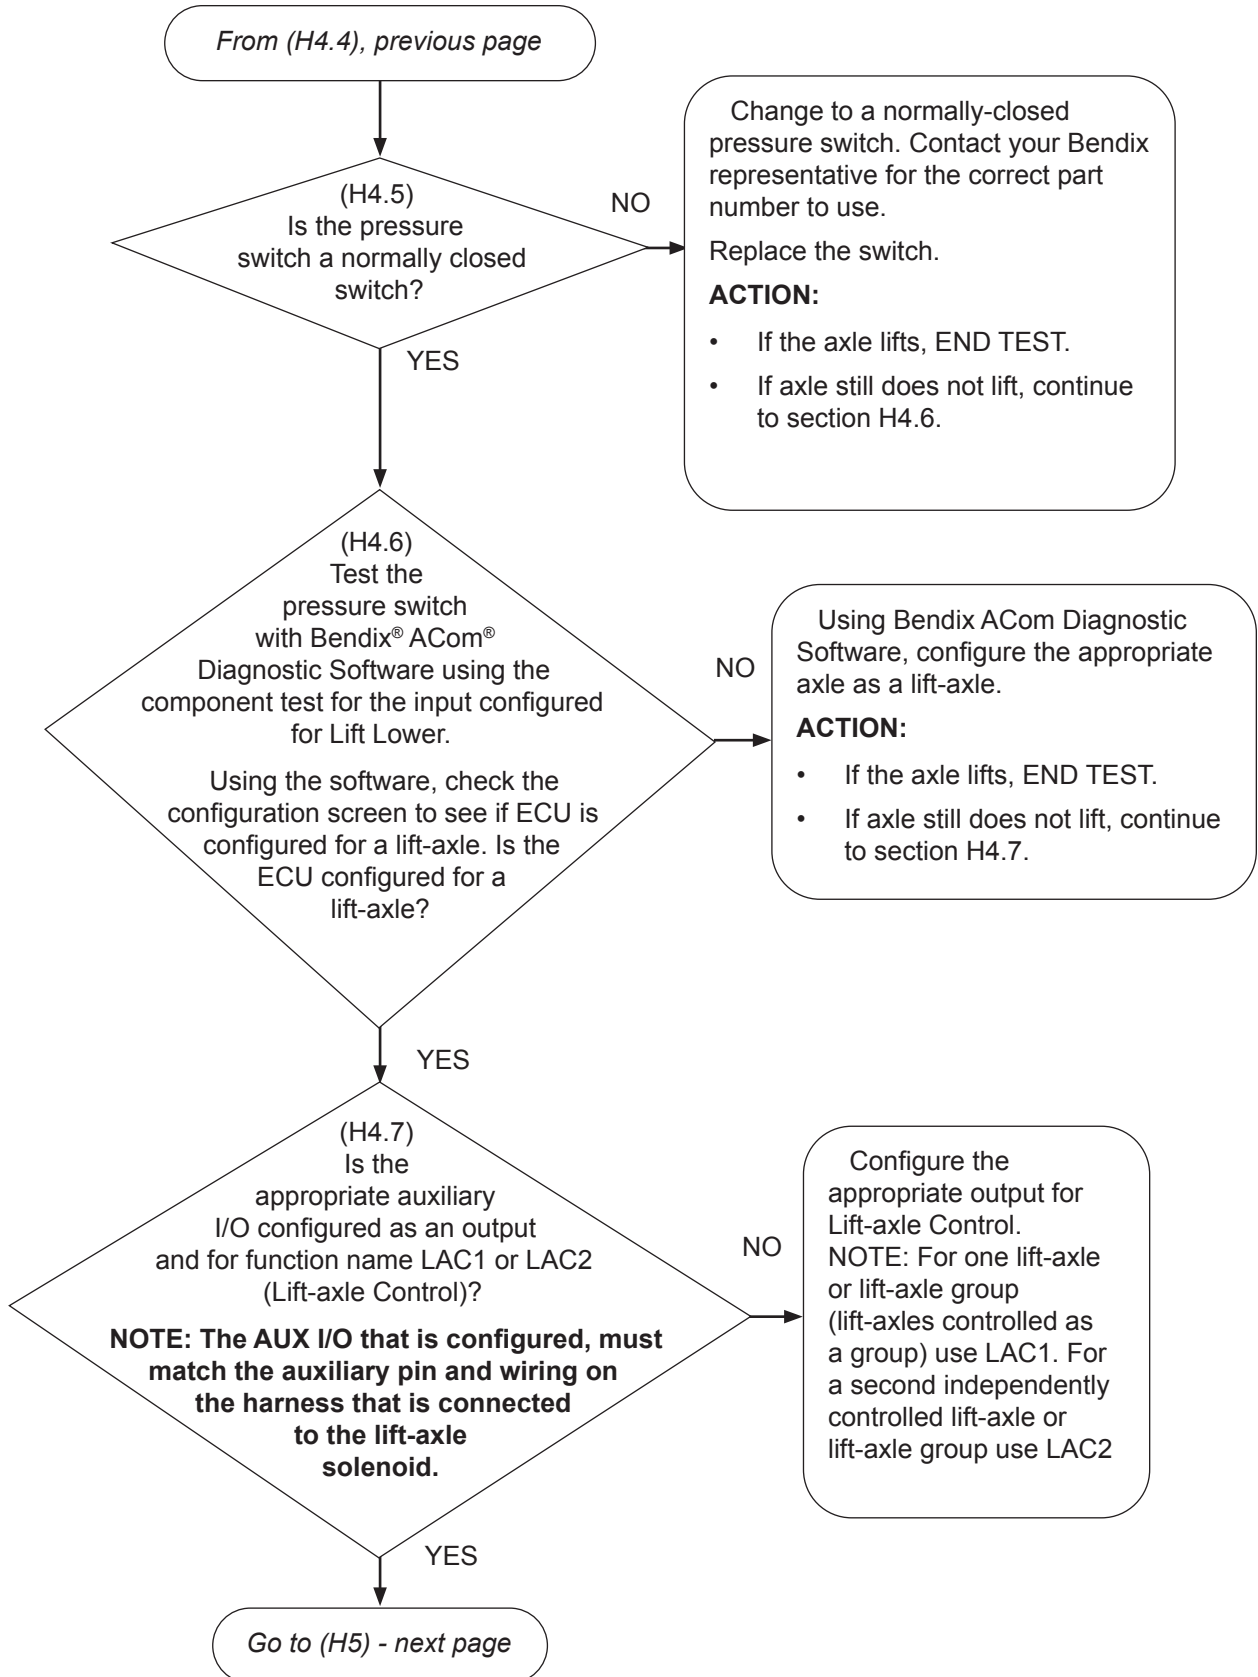 From (H4.4), previous page
(H4.5)
Is the pressure
switch a normally closed
switch?
NO
Change to a normally-closed
pressure switch. Contact your Bendix
representative for the correct part
number to use.
Replace the switch.
ACTION:
• If the axle lifts, END TEST.
• If axle still does not lift, continue
to section H4.6.
YES
(H4.6)
Test the
pressure switch
with Bendix® ACom®
Diagnostic Software using the
component test for the input configured
for Lift Lower.
Using the software, check the
configuration screen to see if ECU is
configured for a lift-axle. Is the
ECU configured for a
lift-axle?
NO
Using Bendix ACom Diagnostic
Software, configure the appropriate
axle as a lift-axle.
ACTION:
• If the axle lifts, END TEST.
• If axle still does not lift, continue
to section H4.7.
YES
(H4.7)
Is the
appropriate auxiliary
I/O configured as an output
and for function name LAC1 or LAC2
(Lift-axle Control)?
NOTE: The AUX I/O that is configured, must
match the auxiliary pin and wiring on
the harness that is connected
to the lift-axle
solenoid.
NO
Configure the
appropriate output for
Lift-axle Control.
NOTE: For one lift-axle
or lift-axle group
(lift-axles controlled as
a group) use LAC1. For
a second independently
controlled lift-axle or
lift-axle group use LAC2
YES
Go to (H5) - next page